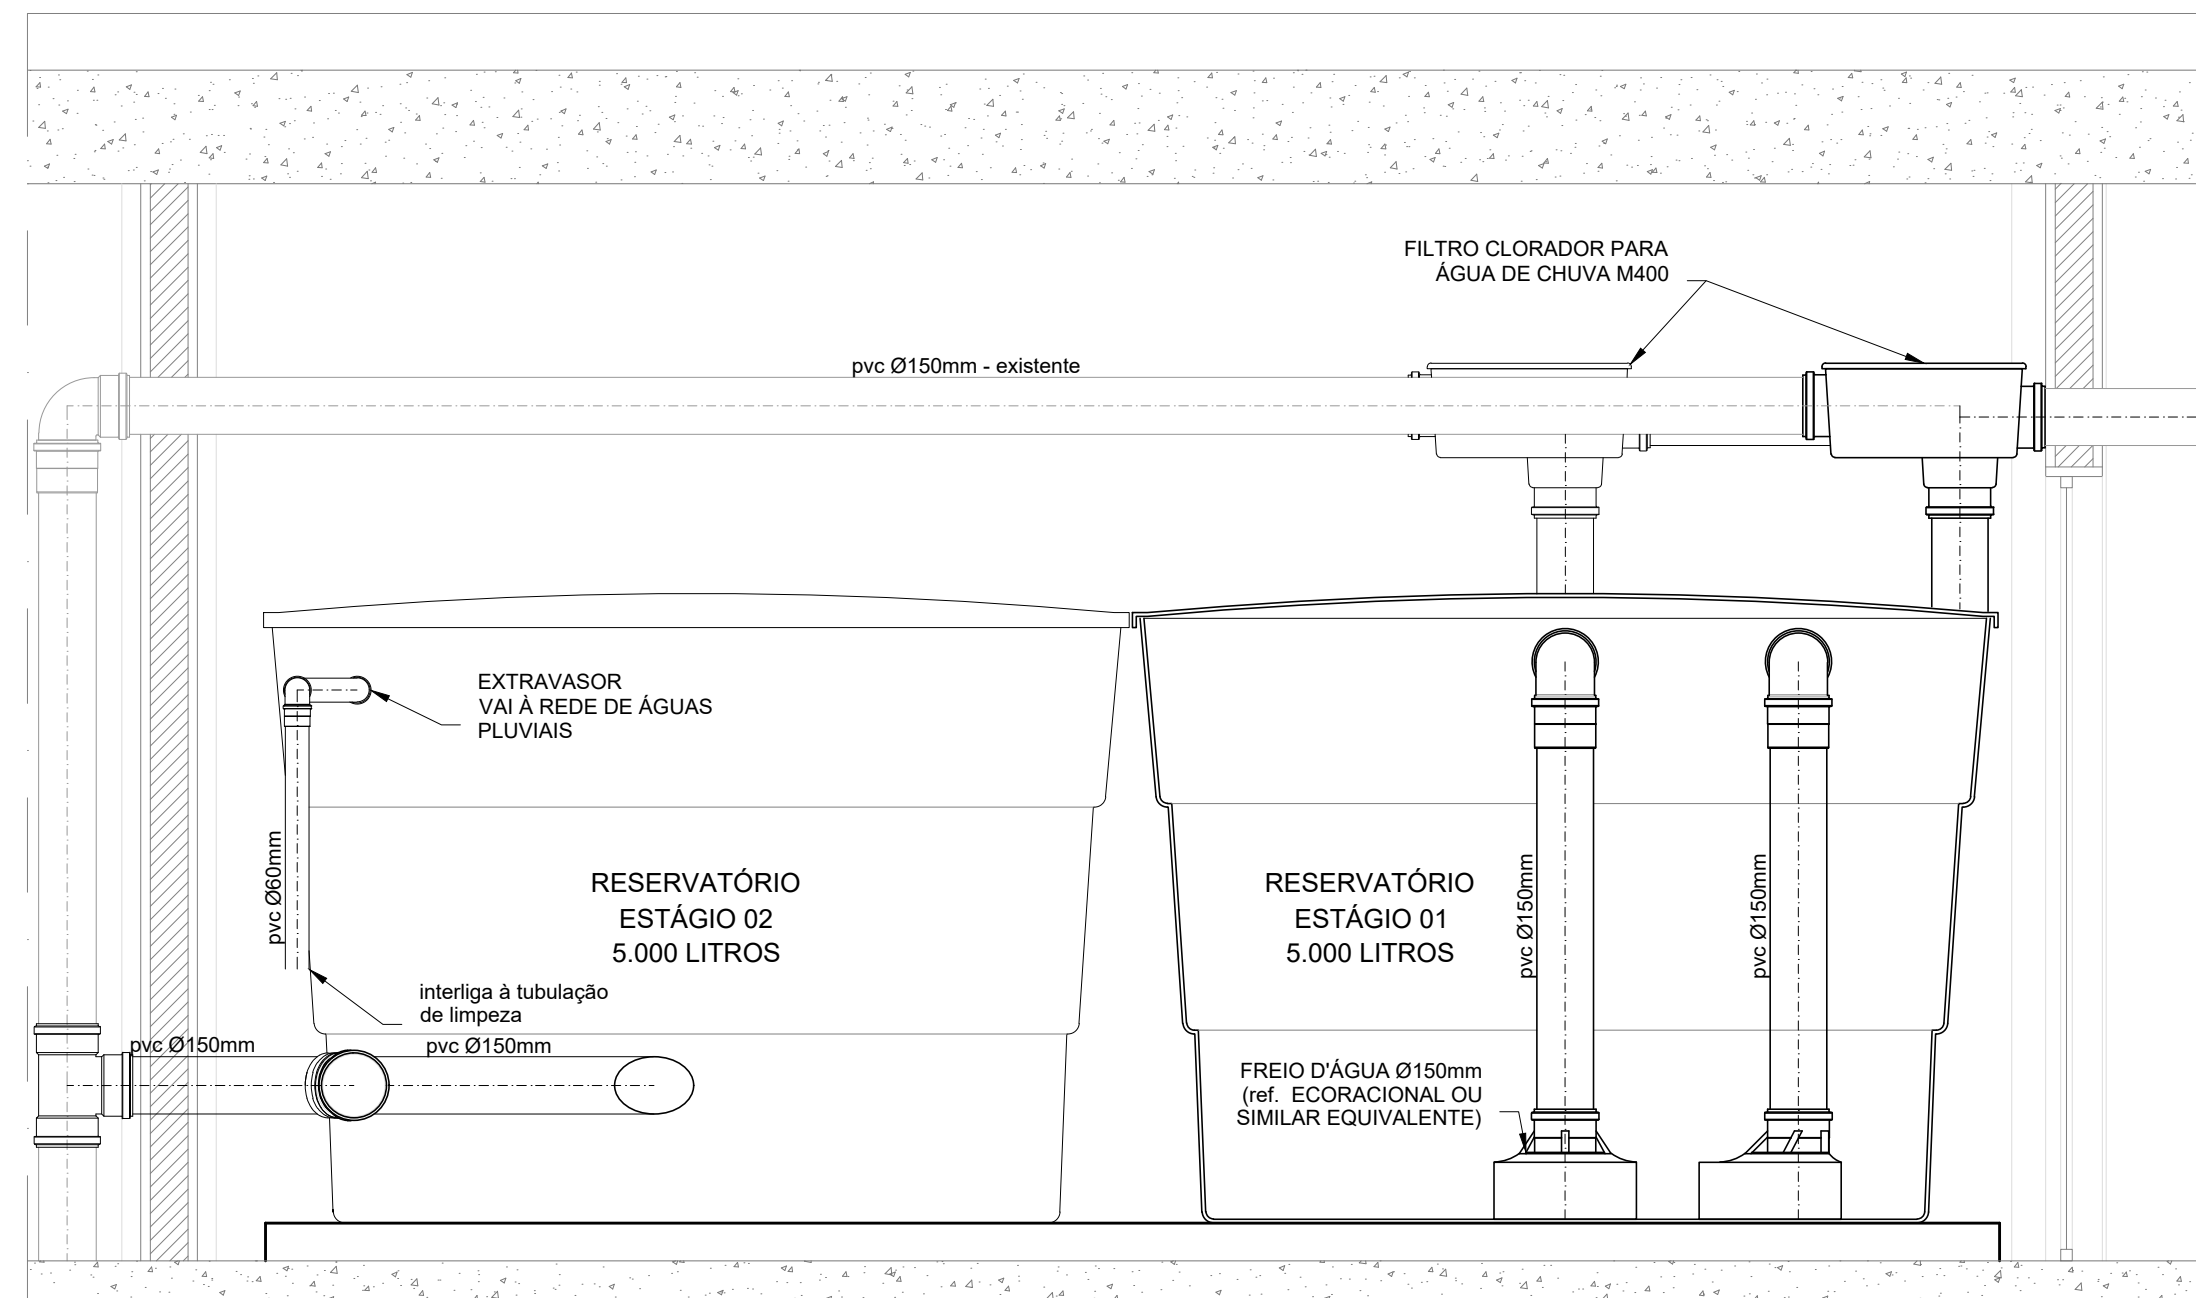 FILTRO CLORADOR PARA
ÁGUA DE CHUVA M400
pvc Ø150mm - existente
EXTRAVASOR
VAI À REDE DE ÁGUAS
PLUVIAIS
pvc Ø60mm
RESERVATÓRIO
ESTÁGIO 02
5.000 LITROS
interliga à tubulação
de limpeza
pvc Ø150mm
pvc Ø150mm
RESERVATÓRIO
ESTÁGIO 01
5.000 LITROS
pvc Ø150mm
pvc Ø150mm
FREIO D'ÁGUA Ø150mm
(ref. ECORACIONAL OU
SIMILAR EQUIVALENTE)